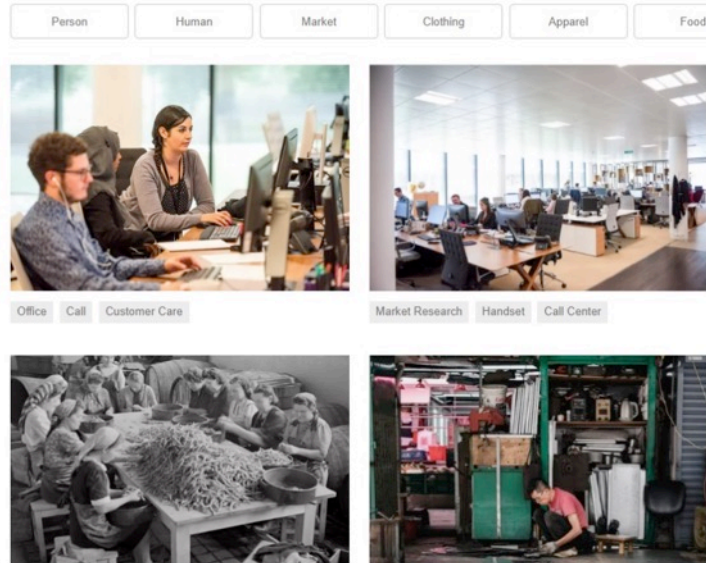 Person Human Market Clothing Apparel Food
Office Call Customer Care
Market Research Handset Call Center